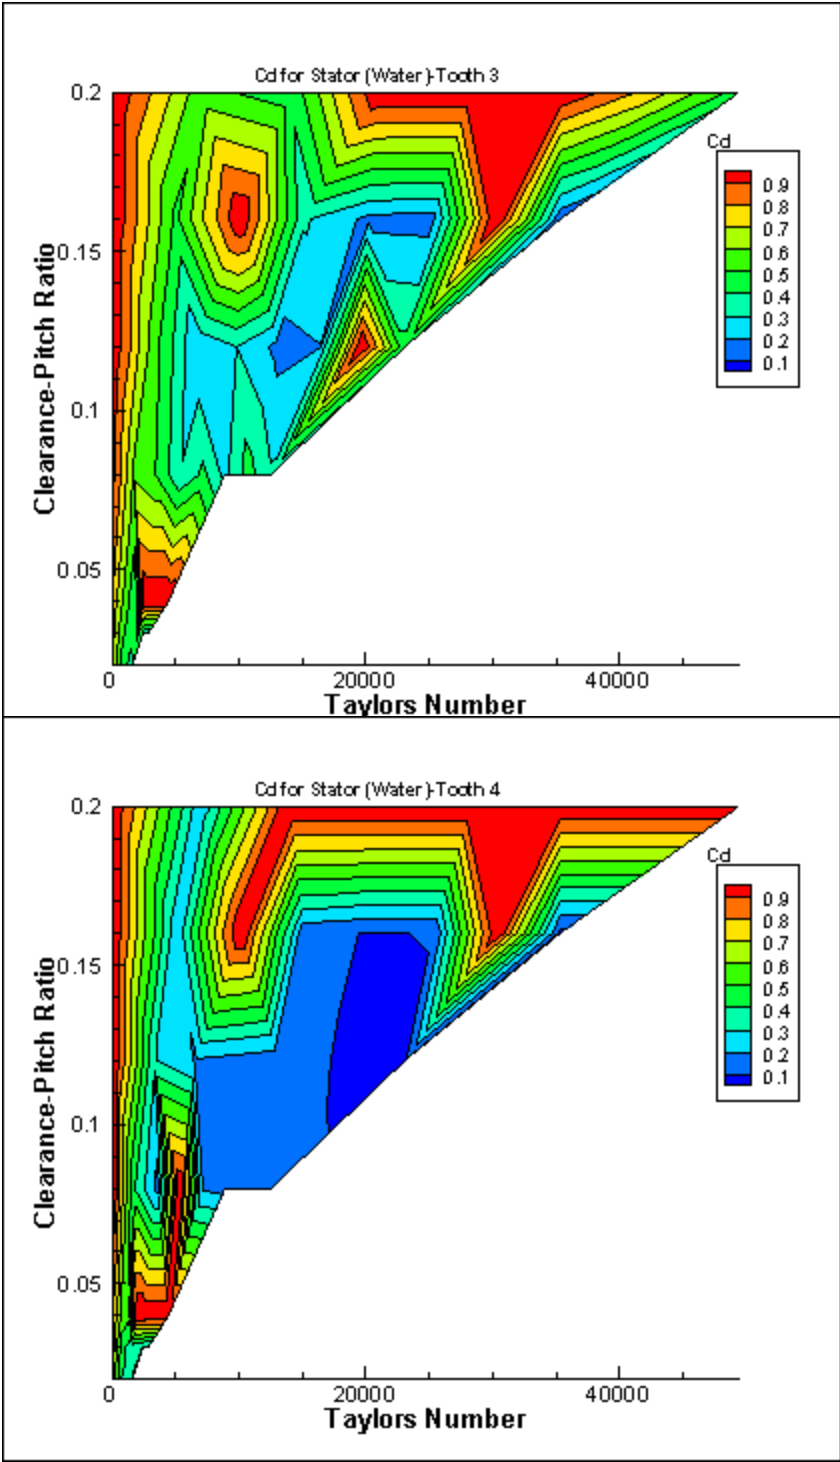 Cd for Stator (Water)-Tooth 3
0.2
Cd
0.9
0.8
0.7
0.6
0.5
0.4
0.3
0.2
0.1
0.15
Clearance-Pitch Ratio
0.1
0.05
0 20000 40000
Taylors Number
Cd for Stator (Water)-Tooth 4
0.2
Cd
0.9
0.8
0.7
0.6
0.5
0.4
0.3
0.2
0.1
0.15
Clearance-Pitch Ratio
0.1
0.05
0 20000 40000
Taylors Number